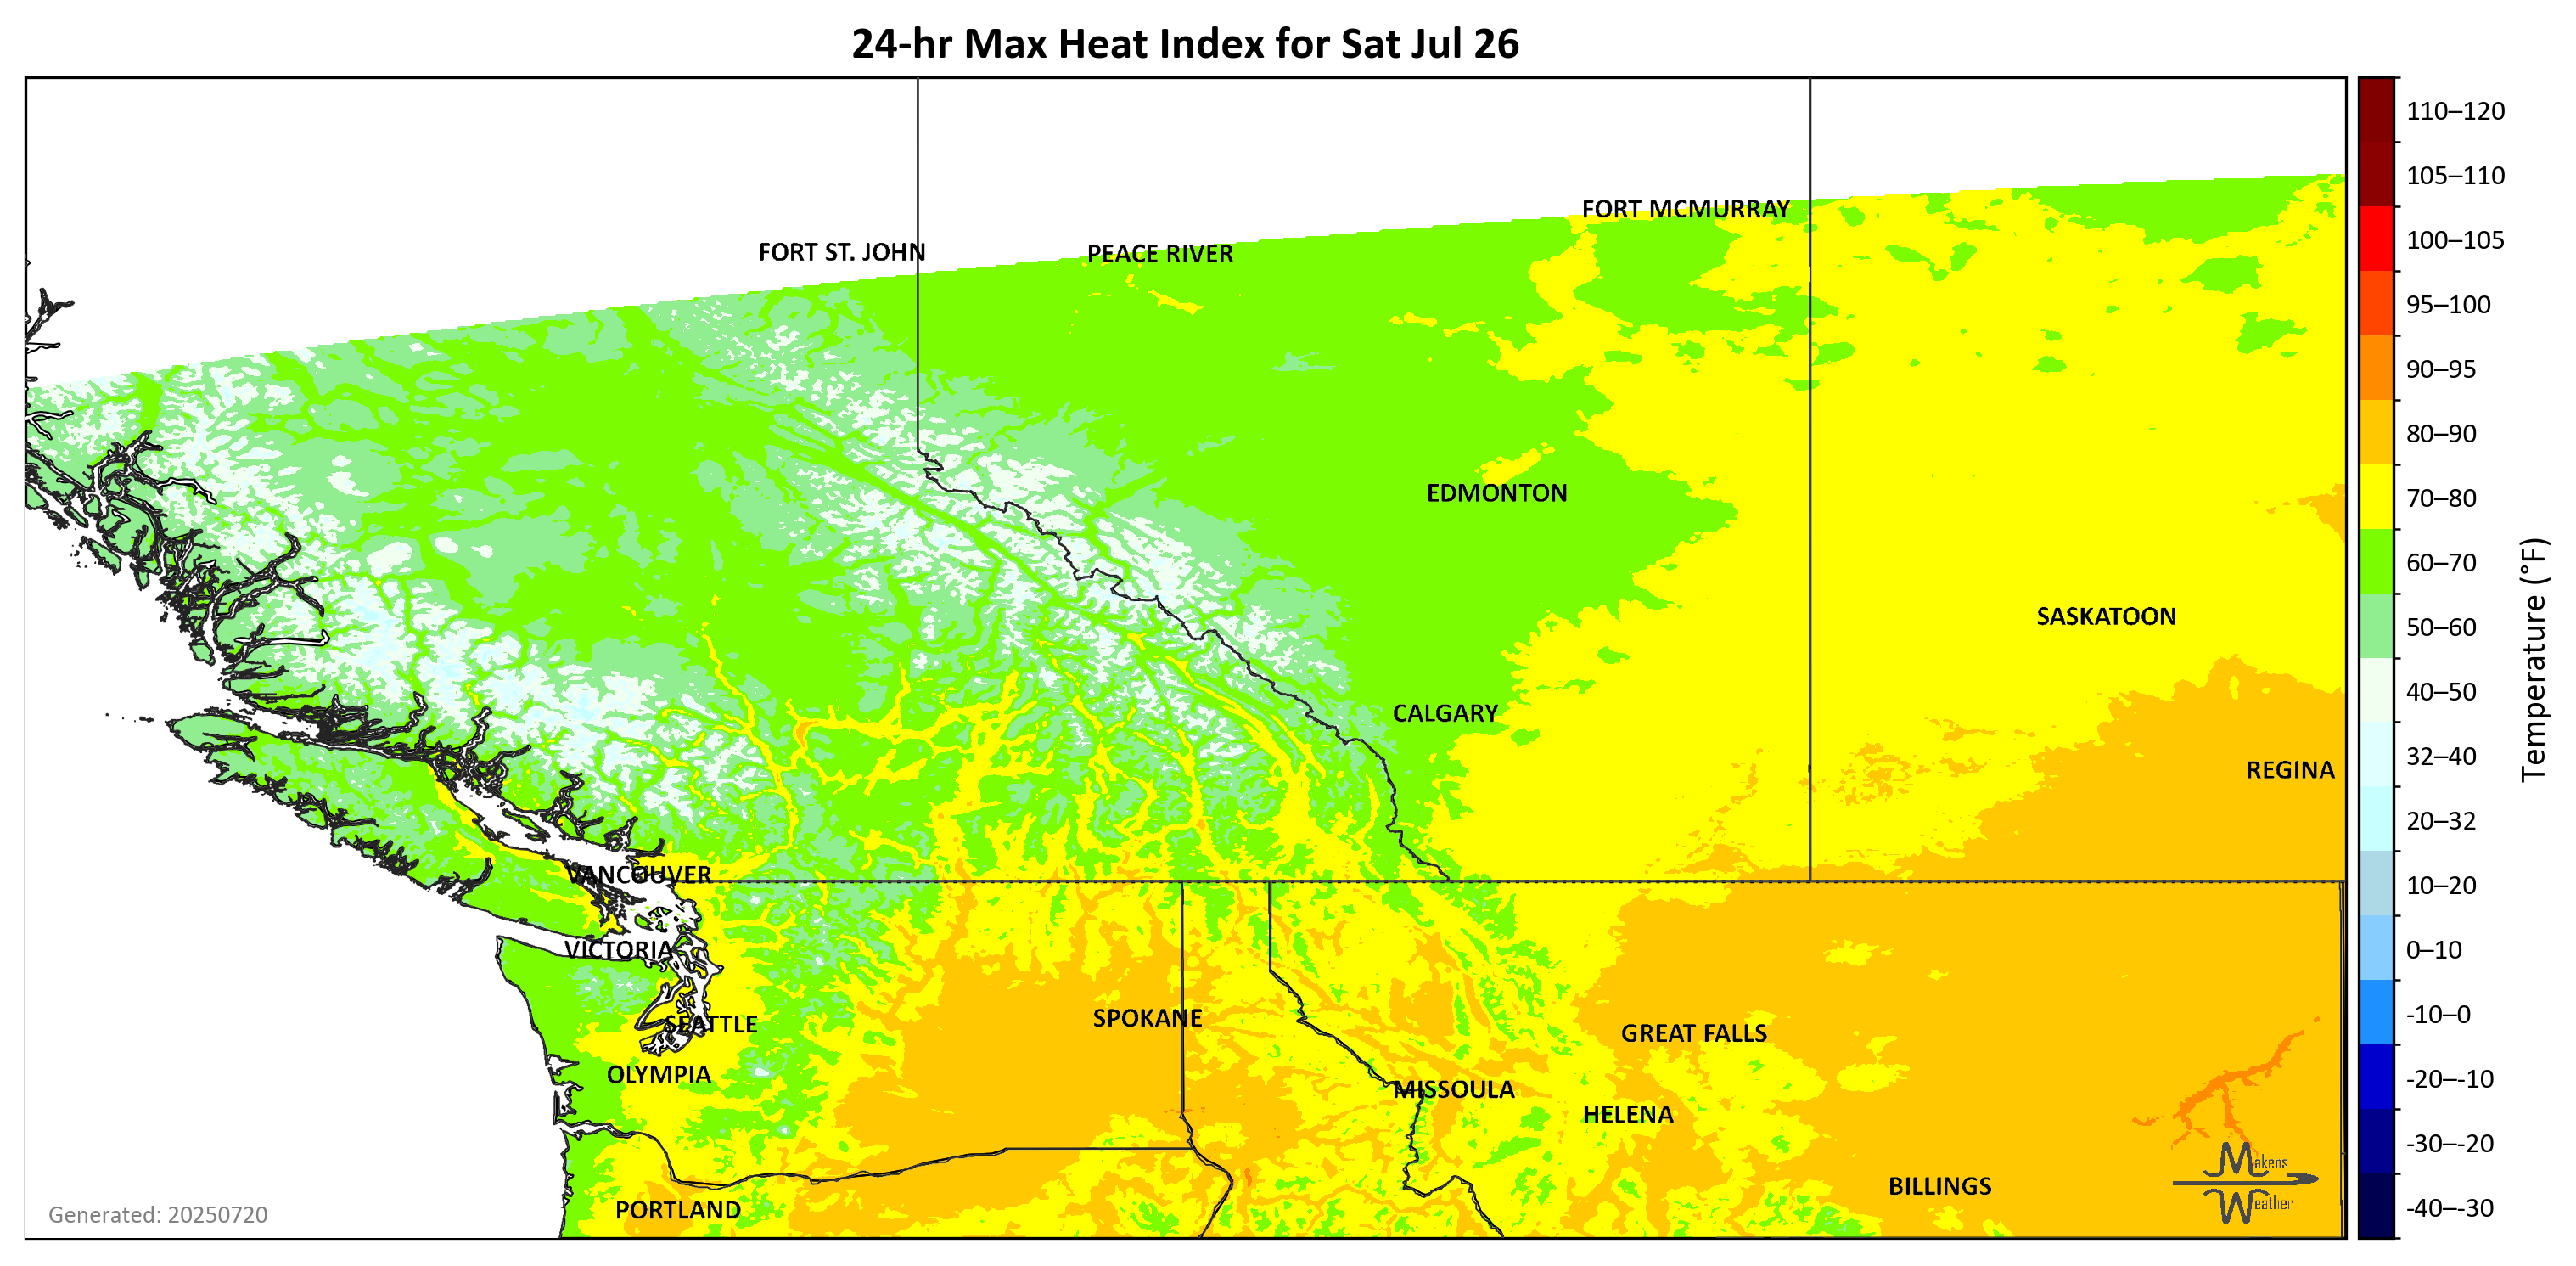 24-hr Max Heat Index for Sat Jul 26
110–120
105–110
FORT MCMURRAY
100–105
FORT ST. JOHN
PEACE RIVER
95–100
90–95
80–90
70–80
EDMONTON
60–70
50–60
SASKATOON
40–50
CALGARY
32–40
REGINA
Temperature (°F)
20–32
VANCOUVER
10–20
VICTORIA
0–10
SPOKANE
SEATTLE
GREAT FALLS
-10–0
OLYMPIA
-20–-10
MISSOULA
HELENA
-30–-20
Makens
Weather
BILLINGS
PORTLAND
-40–-30
Generated: 20250720